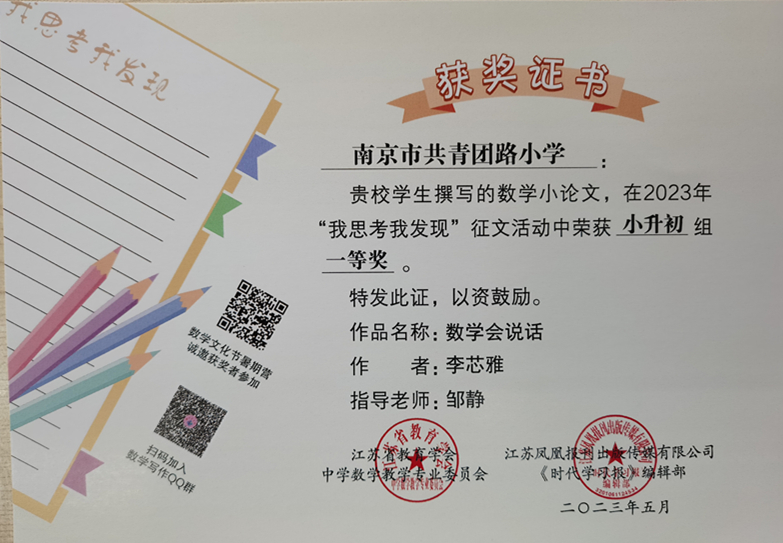 我思考我发现
获奖证书
南京市共青团路小学：
贵校学生撰写的数学小论文，在2023年
“我思考我发现”征文活动中荣获 小升初 组
一等奖 。
特发此证，以资鼓励。
作品名称：数学会说话
作 者：李芯雅
指导老师：邹静
数学文化节暑期营
诚邀获奖者参加
扫码加入
数学写作QQ群
江苏省教育学会
中学数学教学专业委员会
江苏凤凰报刊出版传媒有限公司
《时代学习报》编辑部
二〇二三年五月